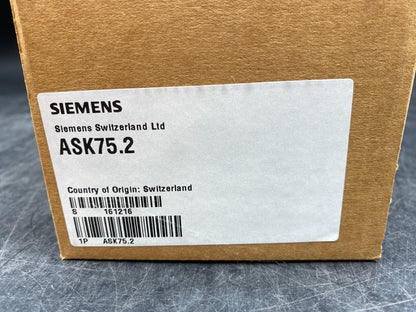 SIEMENS
Siemens Switzerland Ltd
ASK75.2
Country of Origin: Switzerland
S 161216
1P ASK75.2